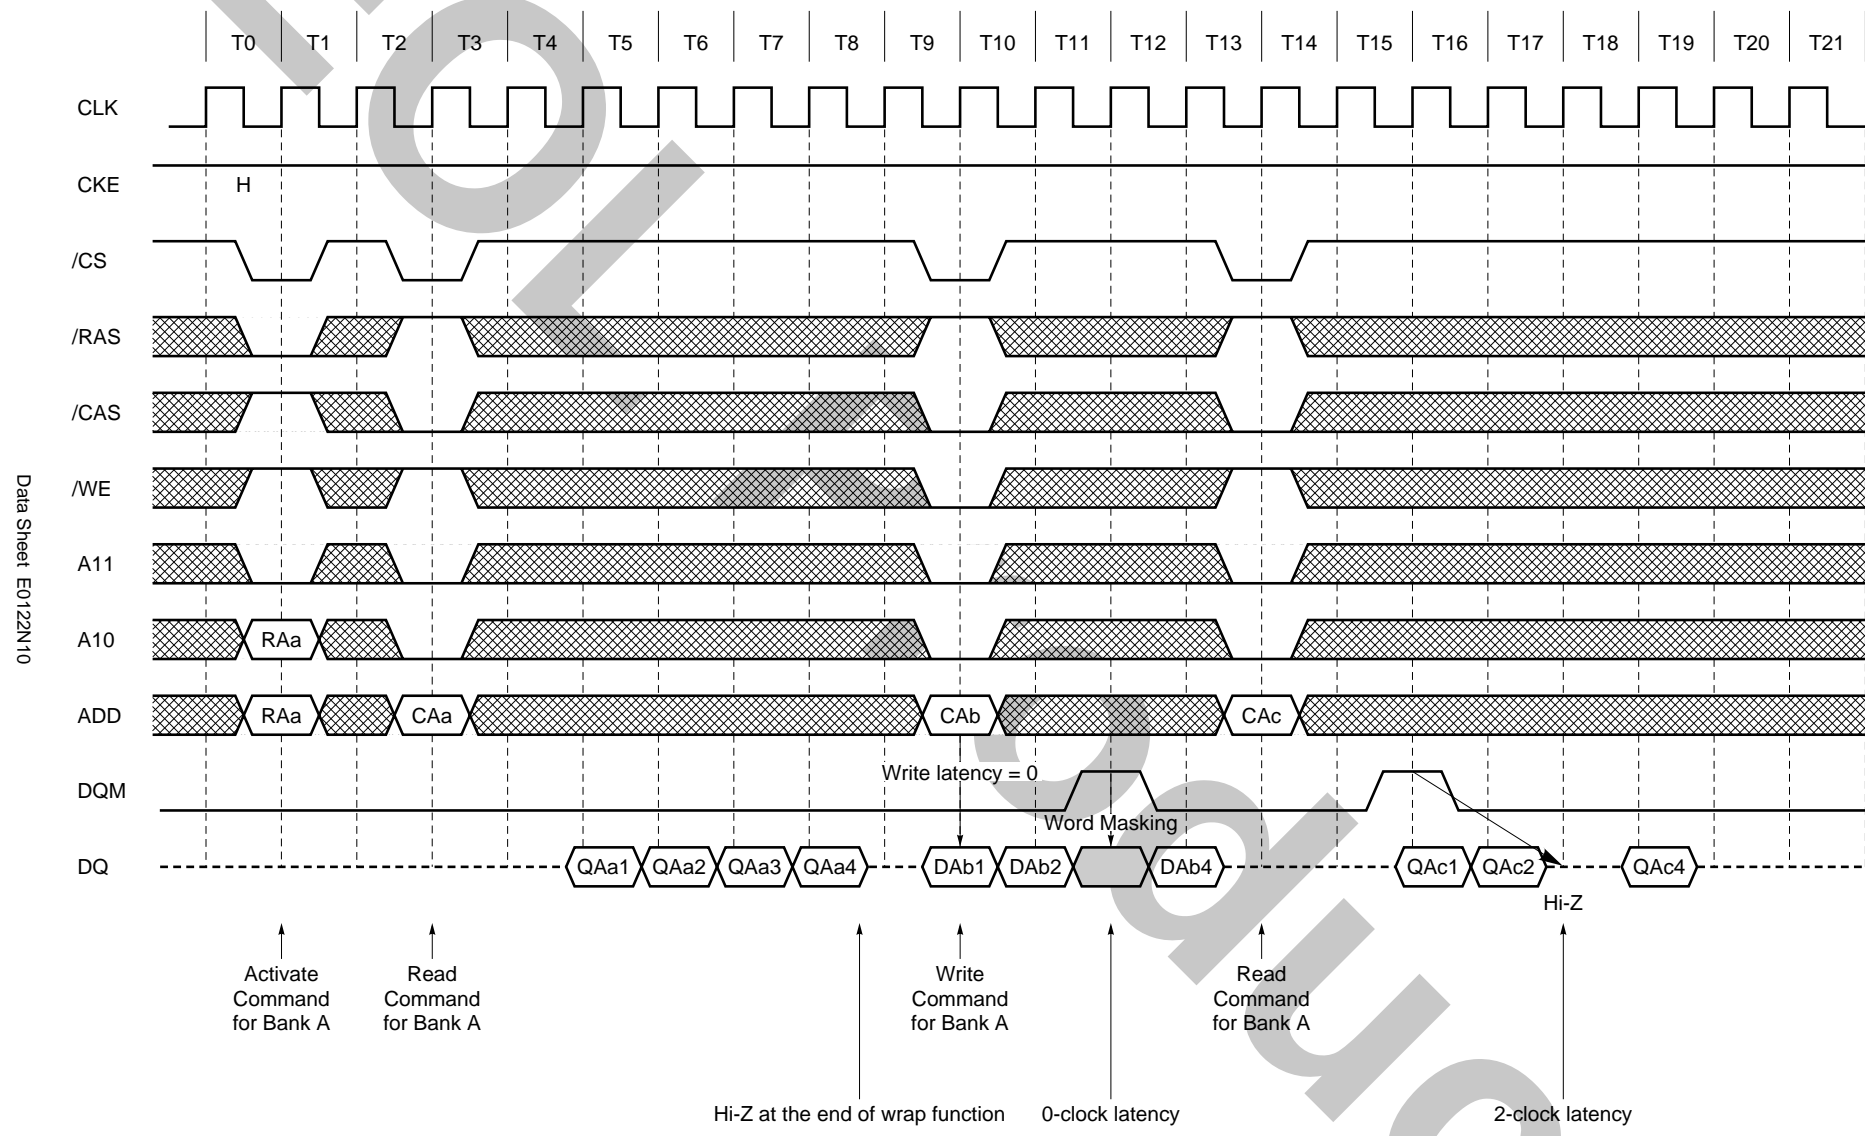 T0 T1 T2 T3 T4 T5 T6 T7 T8 T9 T10 T11 T12 T13 T14 T15 T16 T17 T18 T19 T20 T21
CLK
CKE H
/CS
/RAS
/CAS
/WE
A11
A10 RAa
ADD RAa CAa CAb CAc
Write latency = 0
DQM
Word Masking
DQ QAa1 QAa2 QAa3 QAa4 DAb1 DAb2 DAb4 QAc1 QAc2 QAc4
Hi-Z
Activate
Command
for Bank A
Read
Command
for Bank A
Write
Command
for Bank A
Read
Command
for Bank A
Hi-Z at the end of wrap function
0-clock latency
2-clock latency
Data Sheet E0122N10